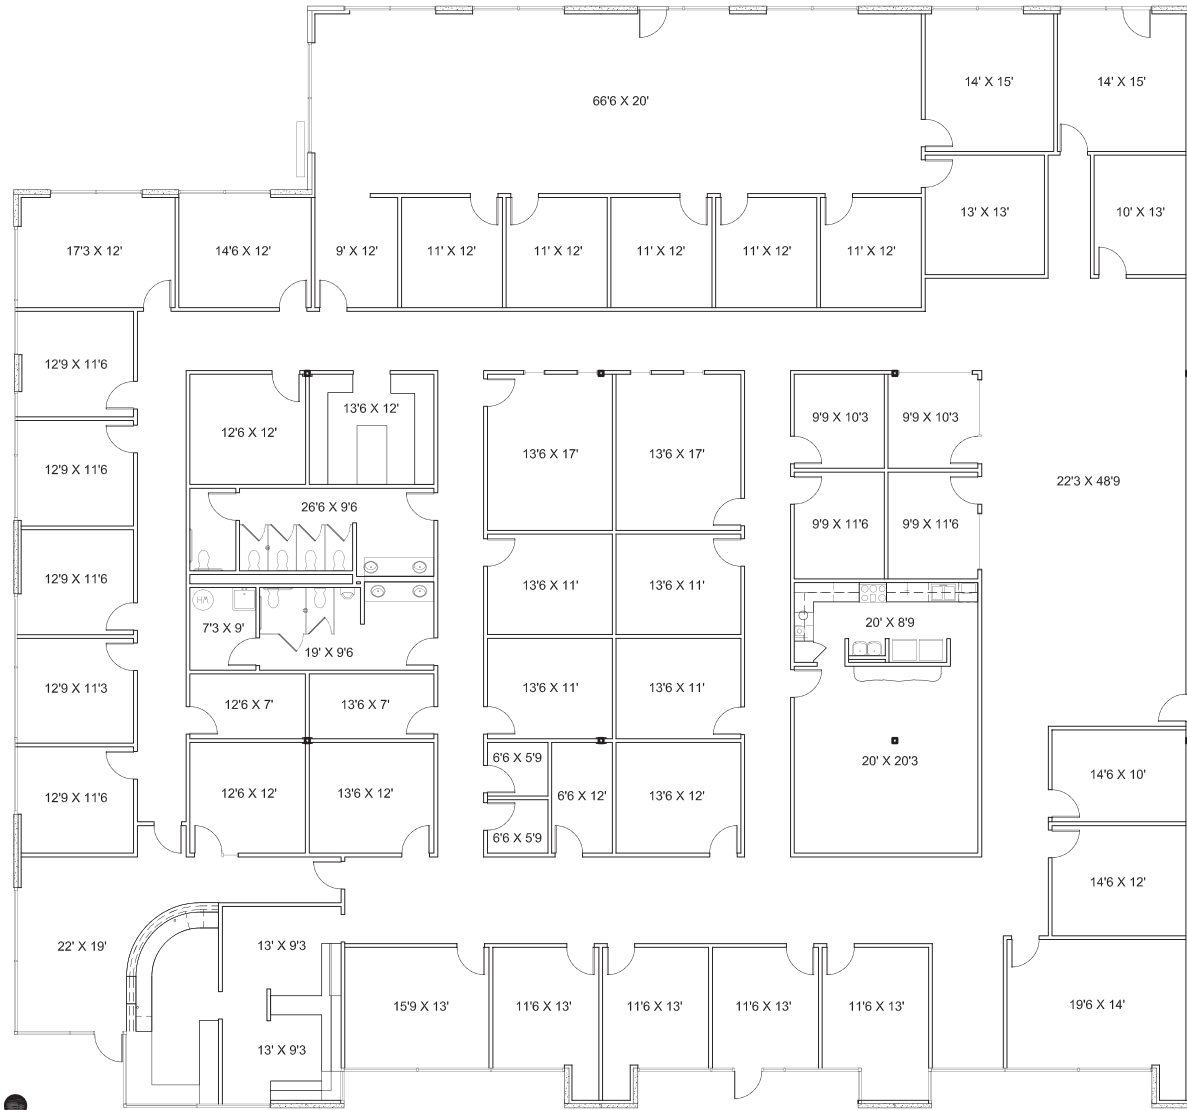 66'6 X 20'
14' X 15'
14' X 15'
13' X 13'
10' X 13'
17'3 X 12'
14'6 X 12'
9' X 12'
11' X 12'
11' X 12'
11' X 12'
11' X 12'
11' X 12'
12'9 X 11'6
12'6 X 12'
13'6 X 12'
13'6 X 17'
13'6 X 17'
9'9 X 10'3
9'9 X 10'3
12'9 X 11'6
22'3 X 48'9
26'6 X 9'6
9'9 X 11'6
9'9 X 11'6
12'9 X 11'6
13'6 X 11'
13'6 X 11'
HW
7'3 X 9'
19' X 9'6
20' X 8'9
12'9 X 11'3
13'6 X 11'
13'6 X 11'
12'6 X 7'
13'6 X 7'
6'6 X 5'9
20' X 20'3
14'6 X 10'
12'9 X 11'6
12'6 X 12'
13'6 X 12'
6'6 X 12'
13'6 X 12'
6'6 X 5'9
14'6 X 12'
22' X 19'
13' X 9'3
15'9 X 13'
11'6 X 13'
11'6 X 13'
11'6 X 13'
11'6 X 13'
19'6 X 14'
13' X 9'3